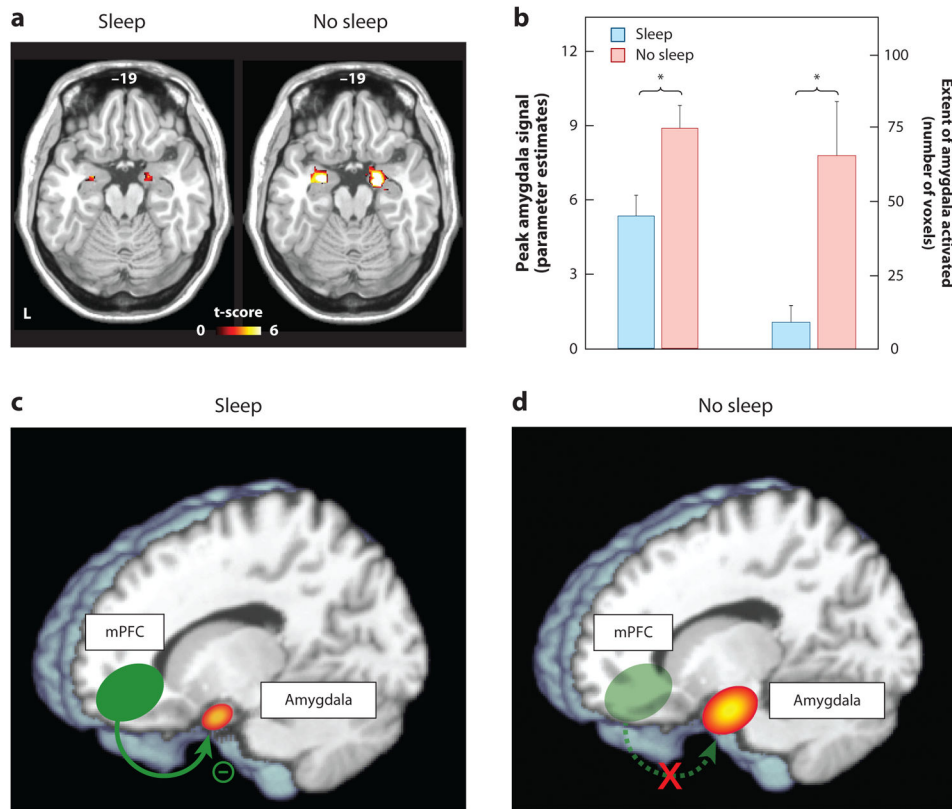 a
Sleep
No sleep
–19
–19
L
t-score
0
6
b
Sleep
No sleep
12
9
6
3
0
Peak amygdala signal
(parameter estimates)
*
*
100
75
50
25
0
Extent of amygdala activated
(number of voxels)
c
Sleep
mPFC
Amygdala
–
d
No sleep
mPFC
Amygdala
X